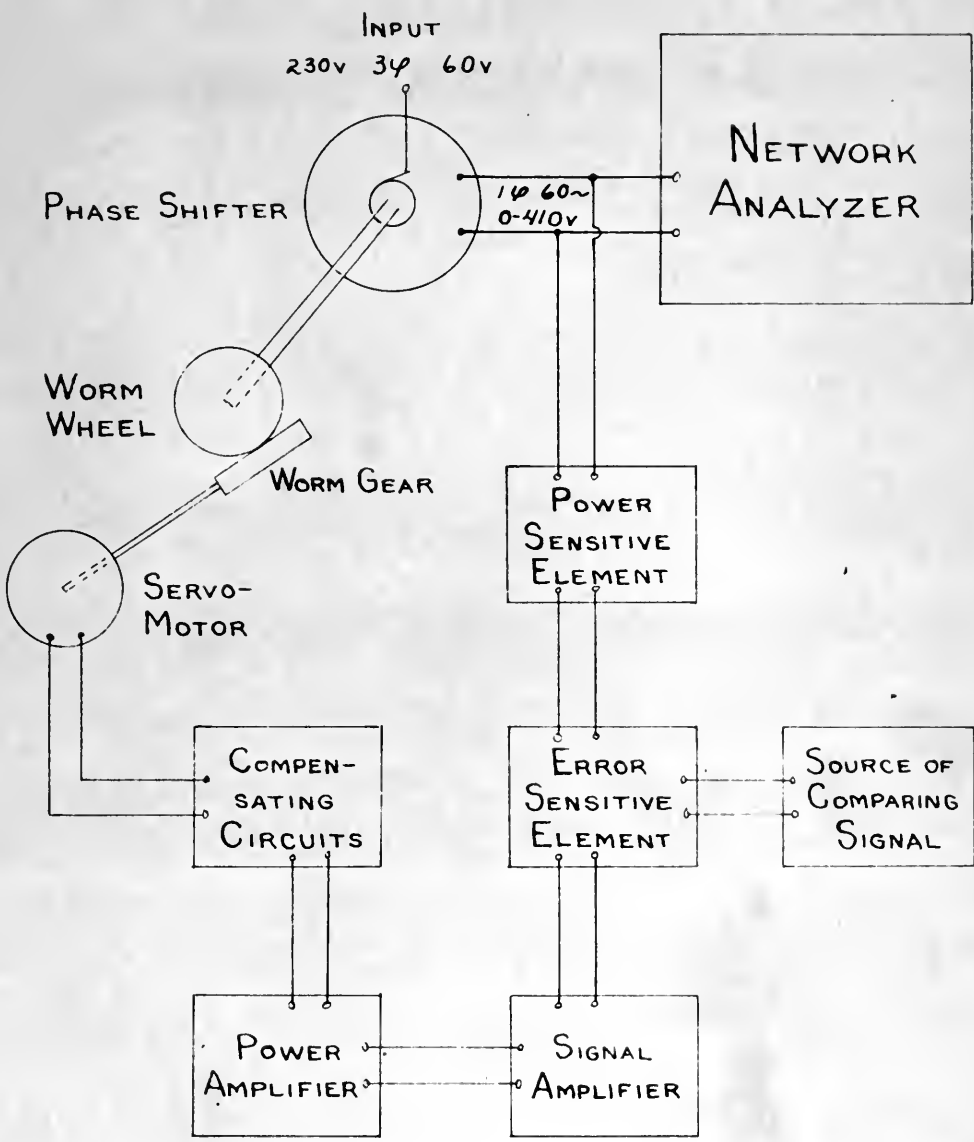 INPUT
230V 3φ 60V
NETWORK
ANALYZER
PHASE SHIFTER
1φ 60~
0-410V
WORM
WHEEL
WORM GEAR
POWER
SENSITIVE
ELEMENT
SERVO-
MOTOR
COMPEN-
SATING
CIRCUITS
ERROR
SENSITIVE
ELEMENT
SOURCE OF
COMPARING
SIGNAL
POWER
AMPLIFIER
SIGNAL
AMPLIFIER